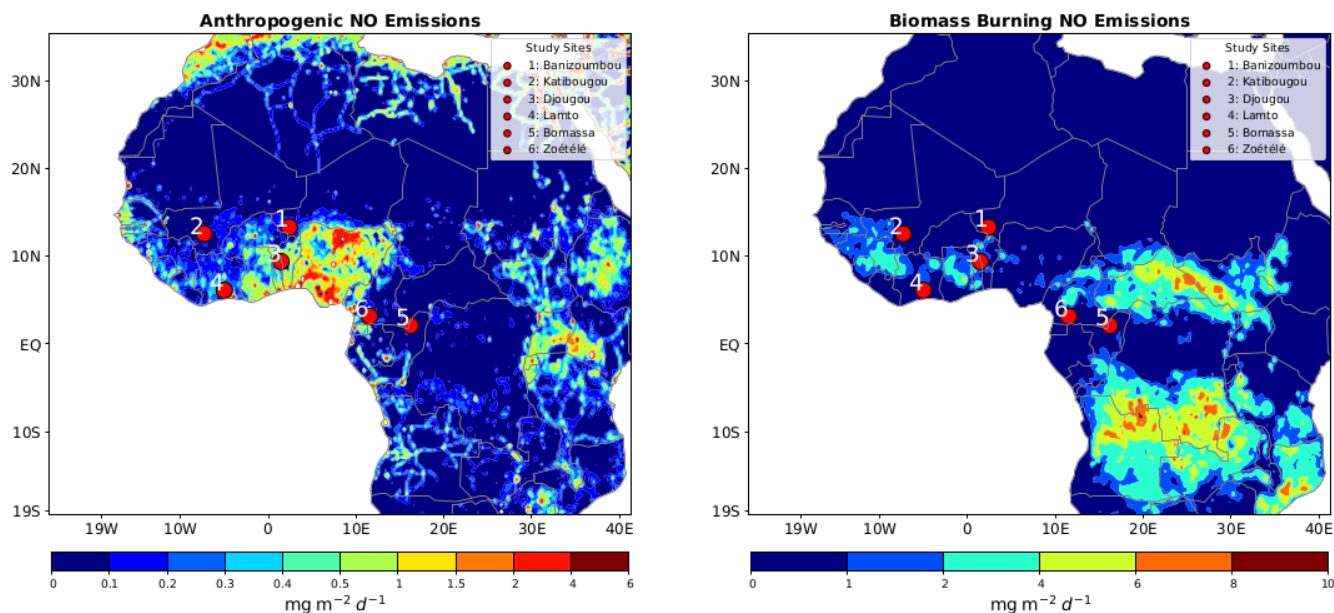 Anthropogenic NO Emissions
30N
20N
10N
EQ
10S
19S
19W
10W
0
10E
20E
30E
40E
Study Sites
1: Banizoumbou
2: Katibougou
3: Djougou
4: Lamto
5: Bomassa
6: Zoétélé
1
2
3
4
5
6
0 0.1 0.2 0.3 0.4 0.5 1 1.5 2 4 6
mg m⁻² d⁻¹
Biomass Burning NO Emissions
30N
20N
10N
EQ
10S
19S
19W
10W
0
10E
20E
30E
40E
Study Sites
1: Banizoumbou
2: Katibougou
3: Djougou
4: Lamto
5: Bomassa
6: Zoétélé
1
2
3
4
5
6
0 1 2 4 6 8 10
mg m⁻² d⁻¹